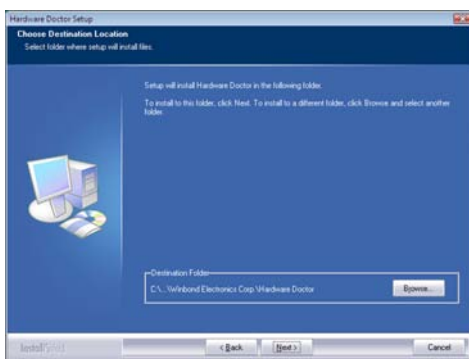 Hardware Doctor Setup
Choose Destination Location
Select folder where setup will install files.
Setup will install Hardware Doctor in the following folder.
To install to this folder, click Next. To install to a different folder, click Browse and select another
folder.
Destination Folder
C:\...\Winbond Electronics Corp \Hardware Doctor
Browse...
InstallShield
< Back
Next >
Cancel